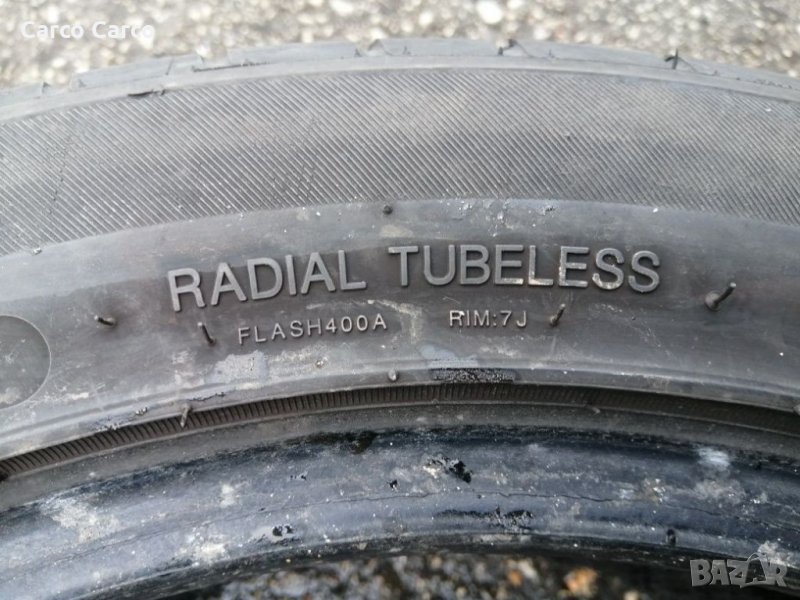 Carco Carco
RADIAL TUBELESS
FLASH400A RIM:7J
BAZAR